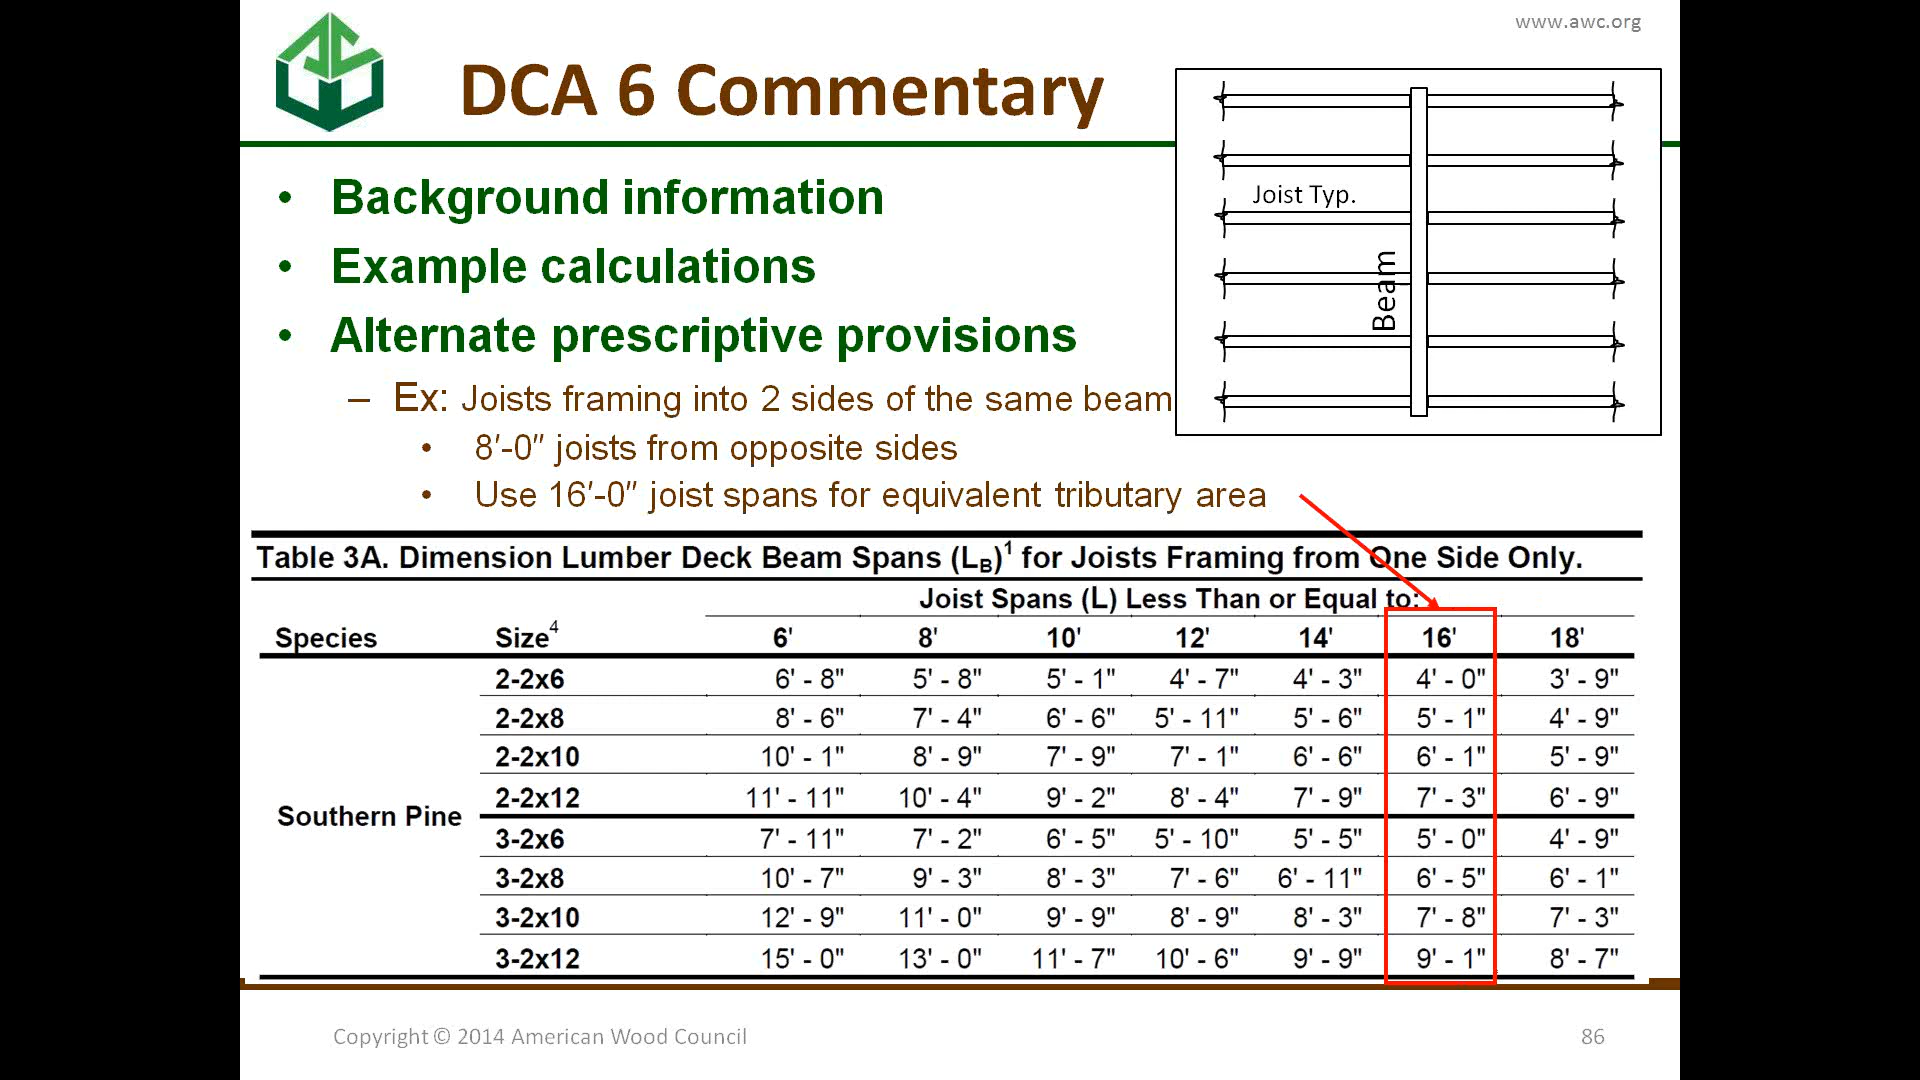 www.awc.org
DCA 6 Commentary
• Background information
• Example calculations
• Alternate prescriptive provisions
– Ex: Joists framing into 2 sides of the same beam
• 8′-0″ joists from opposite sides
• Use 16′-0″ joist spans for equivalent tributary area
Joist Typ.
Beam
Table 3A. Dimension Lumber Deck Beam Spans (LB)1 for Joists Framing from One Side Only.
Joist Spans (L) Less Than or Equal to:
Species Size4 6' 8' 10' 12' 14' 16' 18'
2-2x6 6' - 8" 5' - 8" 5' - 1" 4' - 7" 4' - 3" 4' - 0" 3' - 9"
2-2x8 8' - 6" 7' - 4" 6' - 6" 5' - 11" 5' - 6" 5' - 1" 4' - 9"
2-2x10 10' - 1" 8' - 9" 7' - 9" 7' - 1" 6' - 6" 6' - 1" 5' - 9"
2-2x12 11' - 11" 10' - 4" 9' - 2" 8' - 4" 7' - 9" 7' - 3" 6' - 9"
Southern Pine
3-2x6 7' - 11" 7' - 2" 6' - 5" 5' - 10" 5' - 5" 5' - 0" 4' - 9"
3-2x8 10' - 7" 9' - 3" 8' - 3" 7' - 6" 6' - 11" 6' - 5" 6' - 1"
3-2x10 12' - 9" 11' - 0" 9' - 9" 8' - 9" 8' - 3" 7' - 8" 7' - 3"
3-2x12 15' - 0" 13' - 0" 11' - 7" 10' - 6" 9' - 9" 9' - 1" 8' - 7"
Copyright © 2014 American Wood Council
86